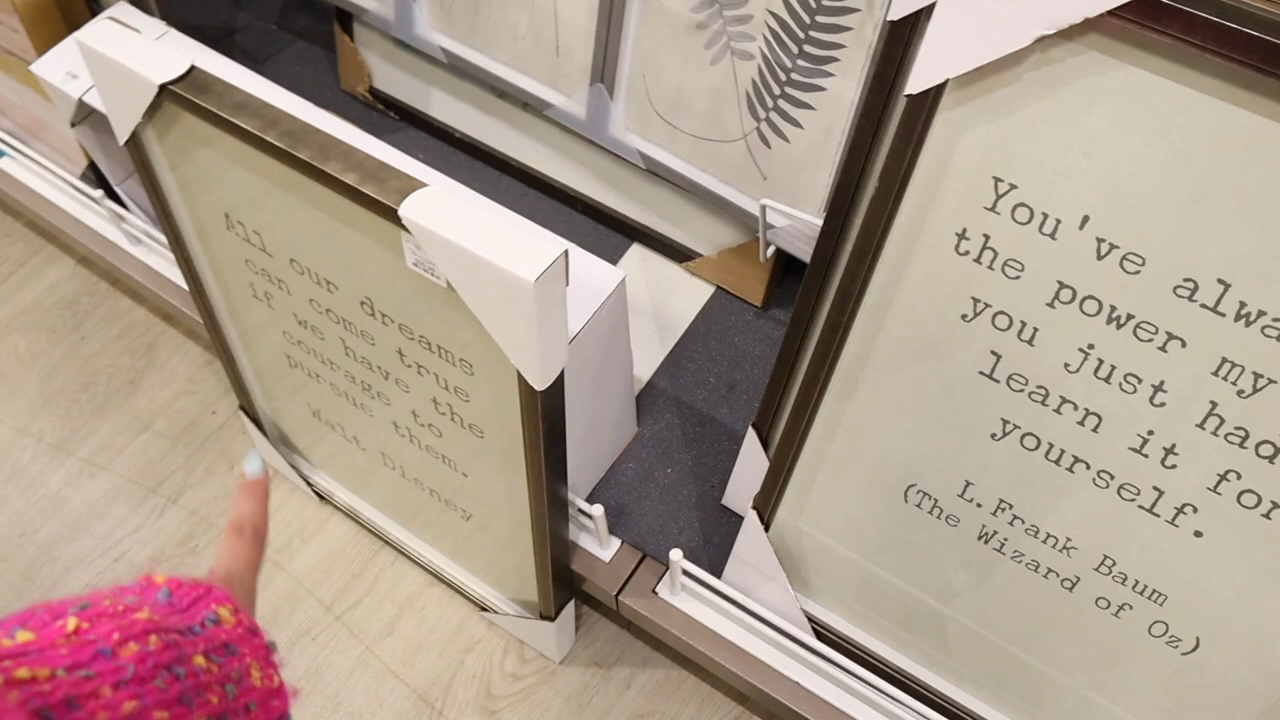 All our dreams
can come true
if we have the
courage to
pursue them.
Walt Disney
You've alwa
the power my
you just had
learn it for
yourself.
L.Frank Baum
(The Wizard of Oz)